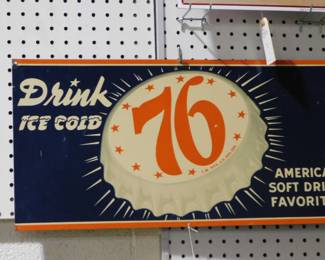 Drink
ICE COLD
76
AMERICA
SOFT DRI
FAVORIT